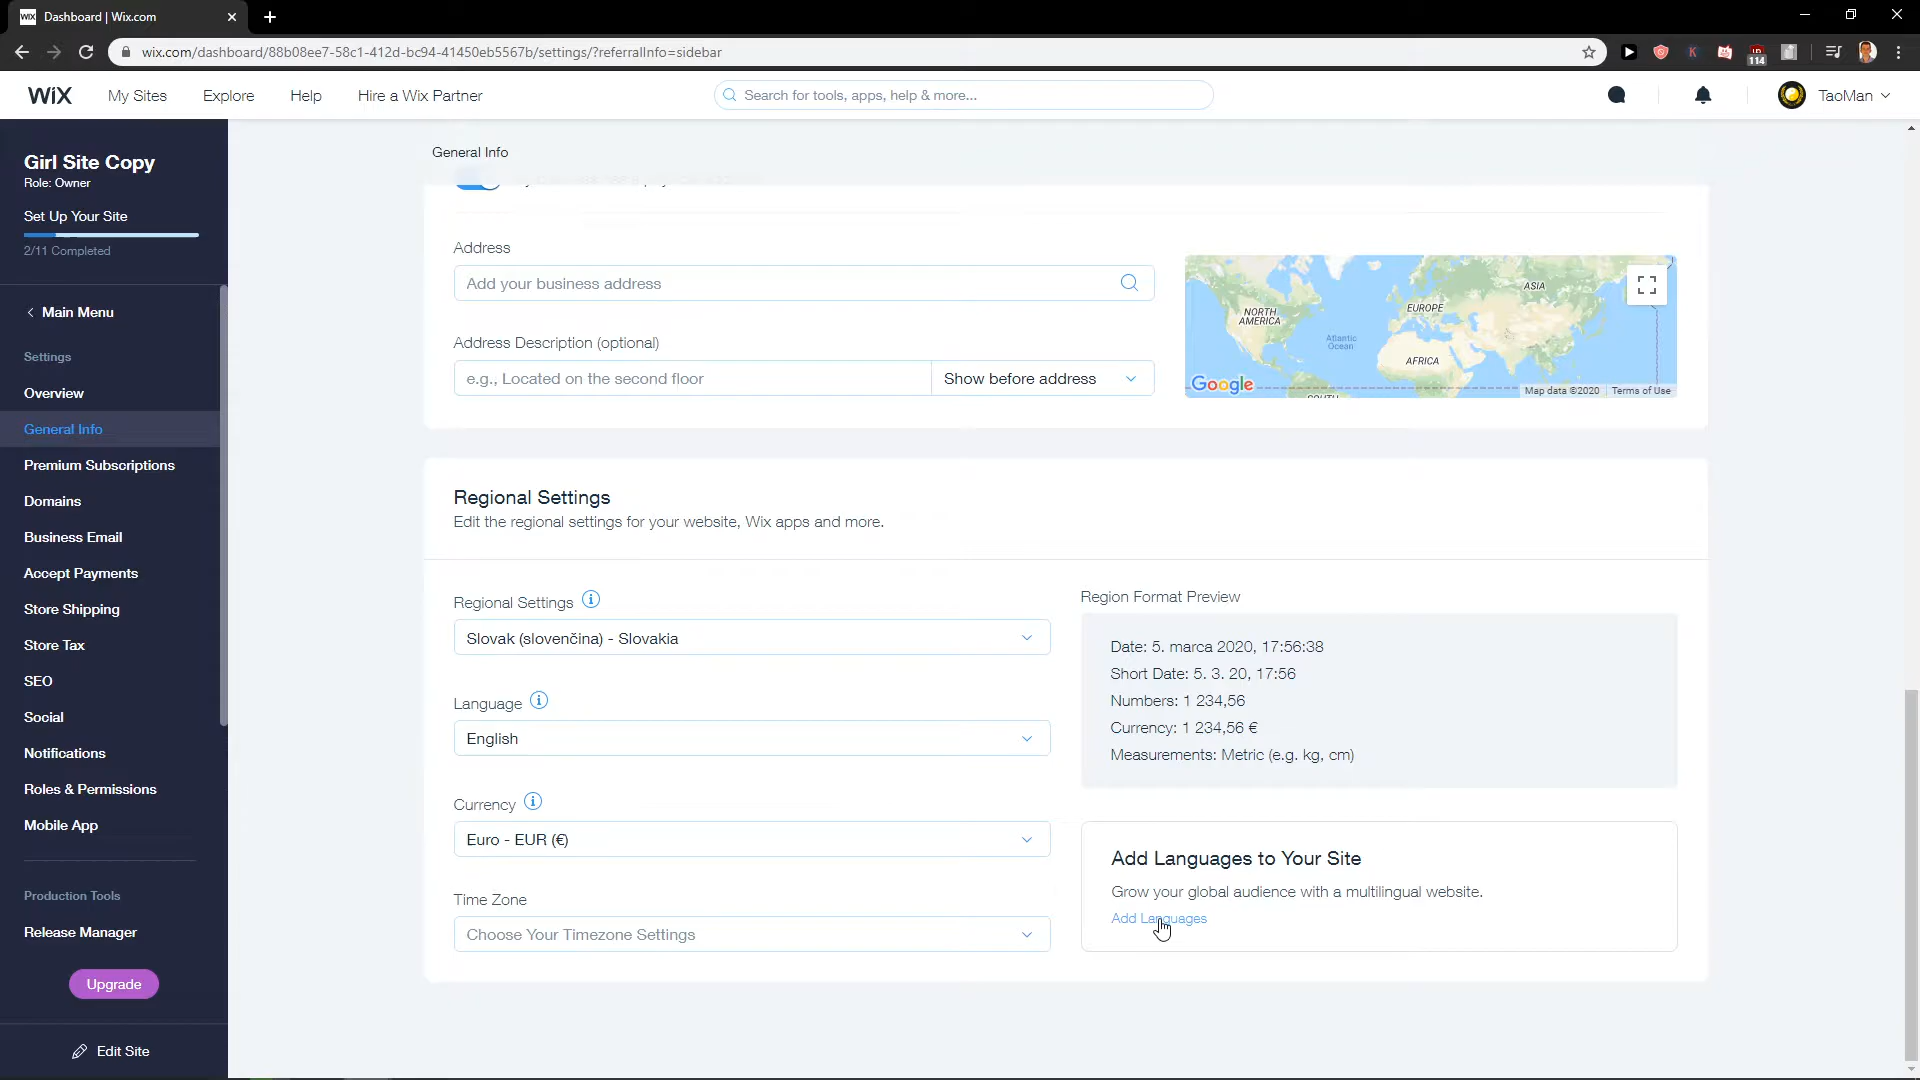 Dashboard | Wix.com
wix.com/dashboard/88b08ee7-58c1-412d-bc94-41450eb5567b/settings/?referralInfo=sidebar
114
WiX
My Sites
Explore
Help
Hire a Wix Partner
Search for tools, apps, help & more...
TaoMan
Girl Site Copy
Role: Owner
Set Up Your Site
2/11 Completed
Main Menu
Settings
Overview
General Info
Premium Subscriptions
Domains
Business Email
Accept Payments
Store Shipping
Store Tax
SEO
Social
Notifications
Roles & Permissions
Mobile App
Production Tools
Release Manager
Upgrade
Edit Site
General Info
Address
Add your business address
Address Description (optional)
e.g., Located on the second floor
Show before address
NORTH AMERICA
Atlantic Ocean
EUROPE
ASIA
AFRICA
Google
Map data ©2020
Terms of Use
Regional Settings
Edit the regional settings for your website, Wix apps and more.
Regional Settings
Slovak (slovenčina) - Slovakia
Language
English
Currency
Euro - EUR (€)
Time Zone
Choose Your Timezone Settings
Region Format Preview
Date: 5. marca 2020, 17:56:38
Short Date: 5. 3. 20, 17:56
Numbers: 1 234,56
Currency: 1 234,56 €
Measurements: Metric (e.g. kg, cm)
Add Languages to Your Site
Grow your global audience with a multilingual website.
Add Languages